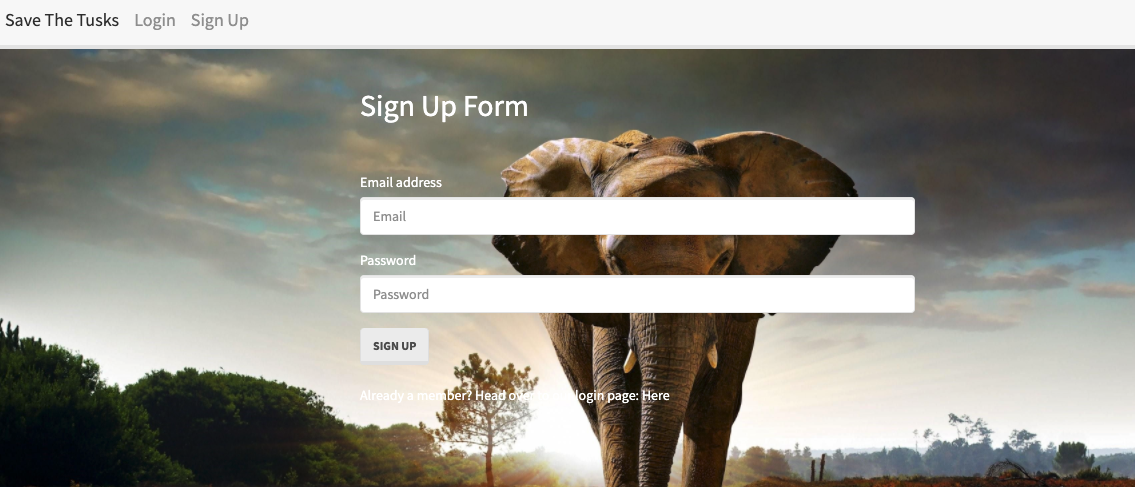 Save The Tusks Login Sign Up
Sign Up Form
Email address
Email
Password
Password
SIGN UP
Already a member? Head over login page: Here